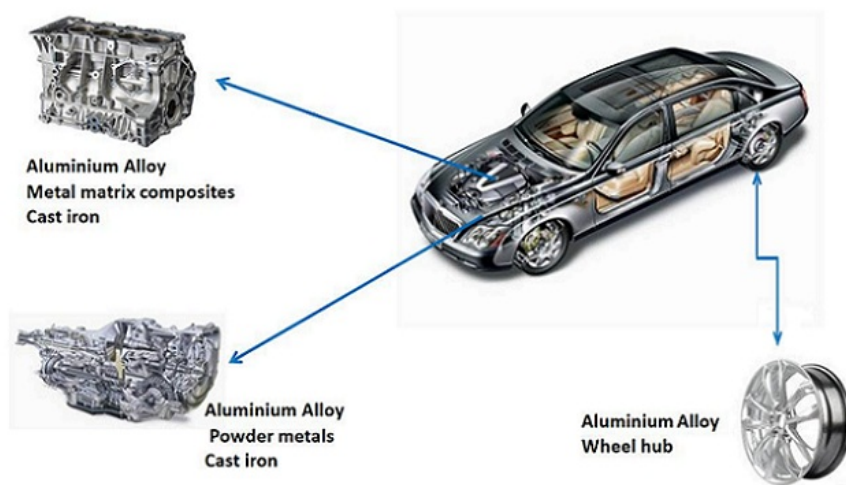 Aluminium Alloy
Metal matrix composites
Cast iron
Aluminium Alloy
Powder metals
Cast iron
Aluminium Alloy
Wheel hub